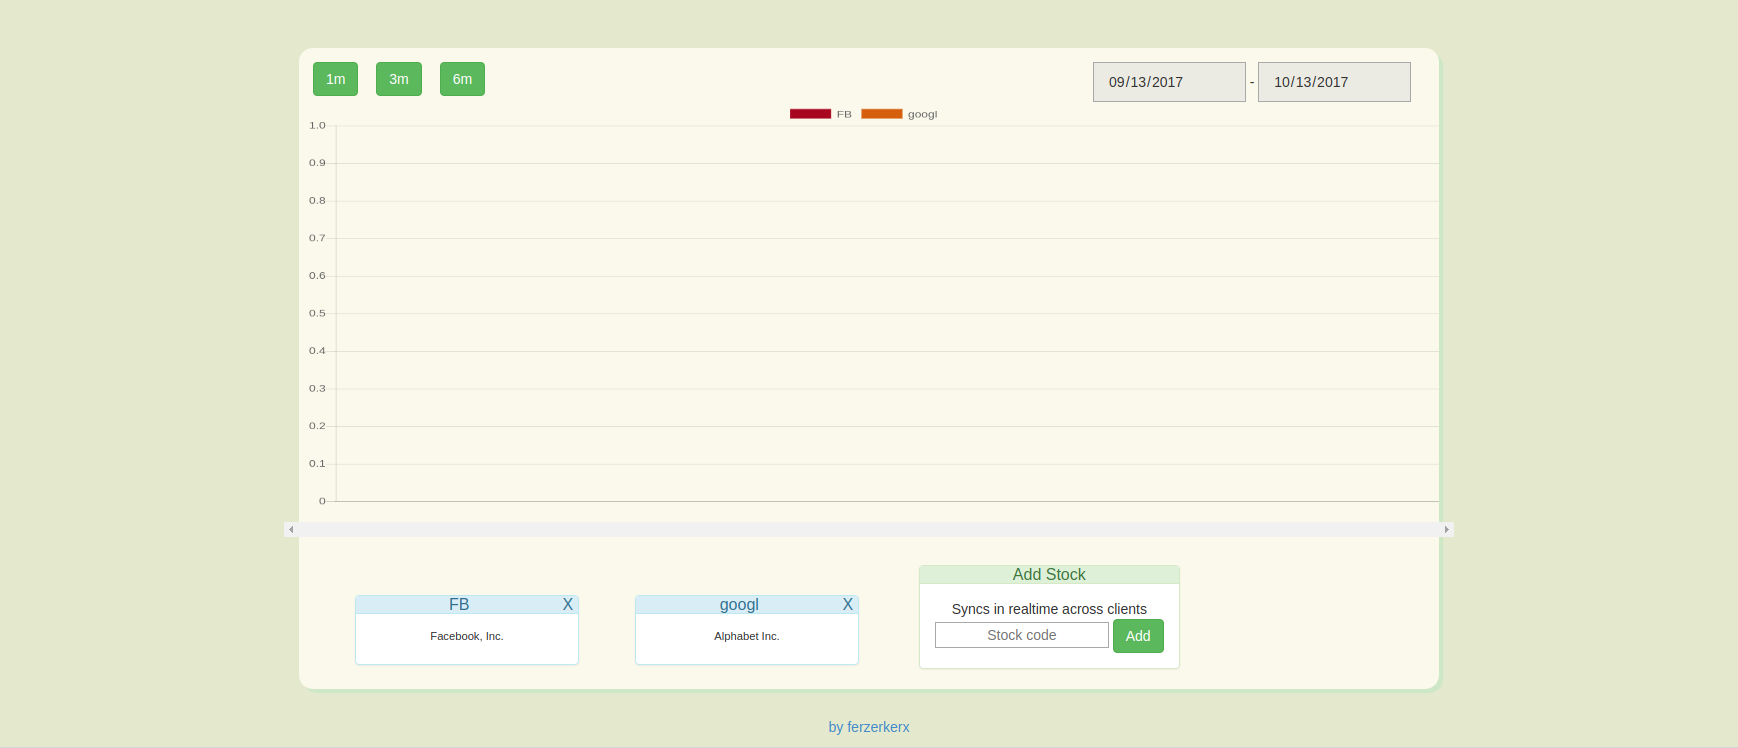 1m 3m 6m
09/13/2017 - 10/13/2017
FB googl
1.0
0.9
0.8
0.7
0.6
0.5
0.4
0.3
0.2
0.1
0
FB X
Facebook, Inc.
googl X
Alphabet Inc.
Add Stock
Syncs in realtime across clients
Stock code Add
by ferzerkerx